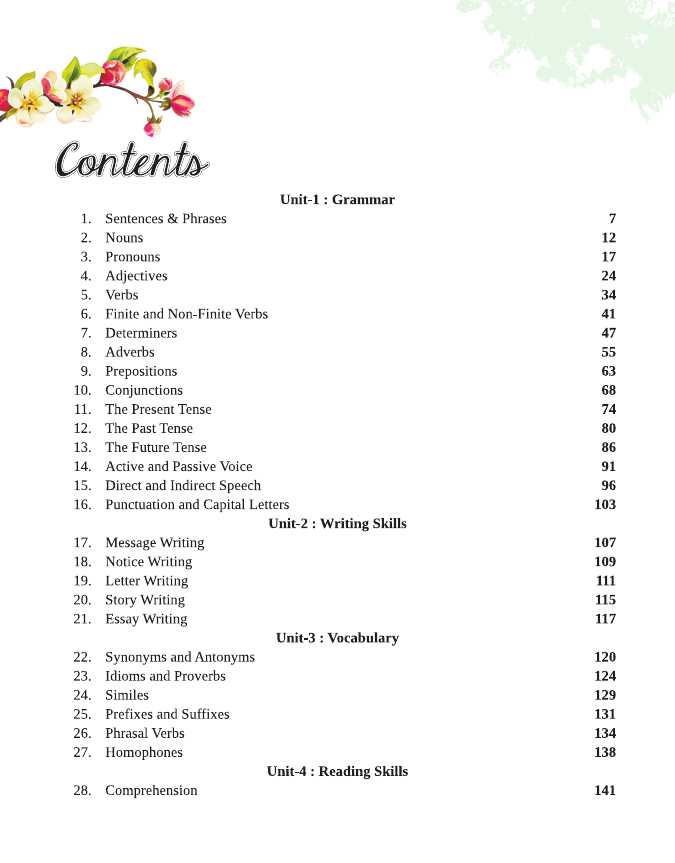 Contents
Unit-1 : Grammar
1. Sentences & Phrases 7
2. Nouns 12
3. Pronouns 17
4. Adjectives 24
5. Verbs 34
6. Finite and Non-Finite Verbs 41
7. Determiners 47
8. Adverbs 55
9. Prepositions 63
10. Conjunctions 68
11. The Present Tense 74
12. The Past Tense 80
13. The Future Tense 86
14. Active and Passive Voice 91
15. Direct and Indirect Speech 96
16. Punctuation and Capital Letters 103
Unit-2 : Writing Skills
17. Message Writing 107
18. Notice Writing 109
19. Letter Writing 111
20. Story Writing 115
21. Essay Writing 117
Unit-3 : Vocabulary
22. Synonyms and Antonyms 120
23. Idioms and Proverbs 124
24. Similes 129
25. Prefixes and Suffixes 131
26. Phrasal Verbs 134
27. Homophones 138
Unit-4 : Reading Skills
28. Comprehension 141